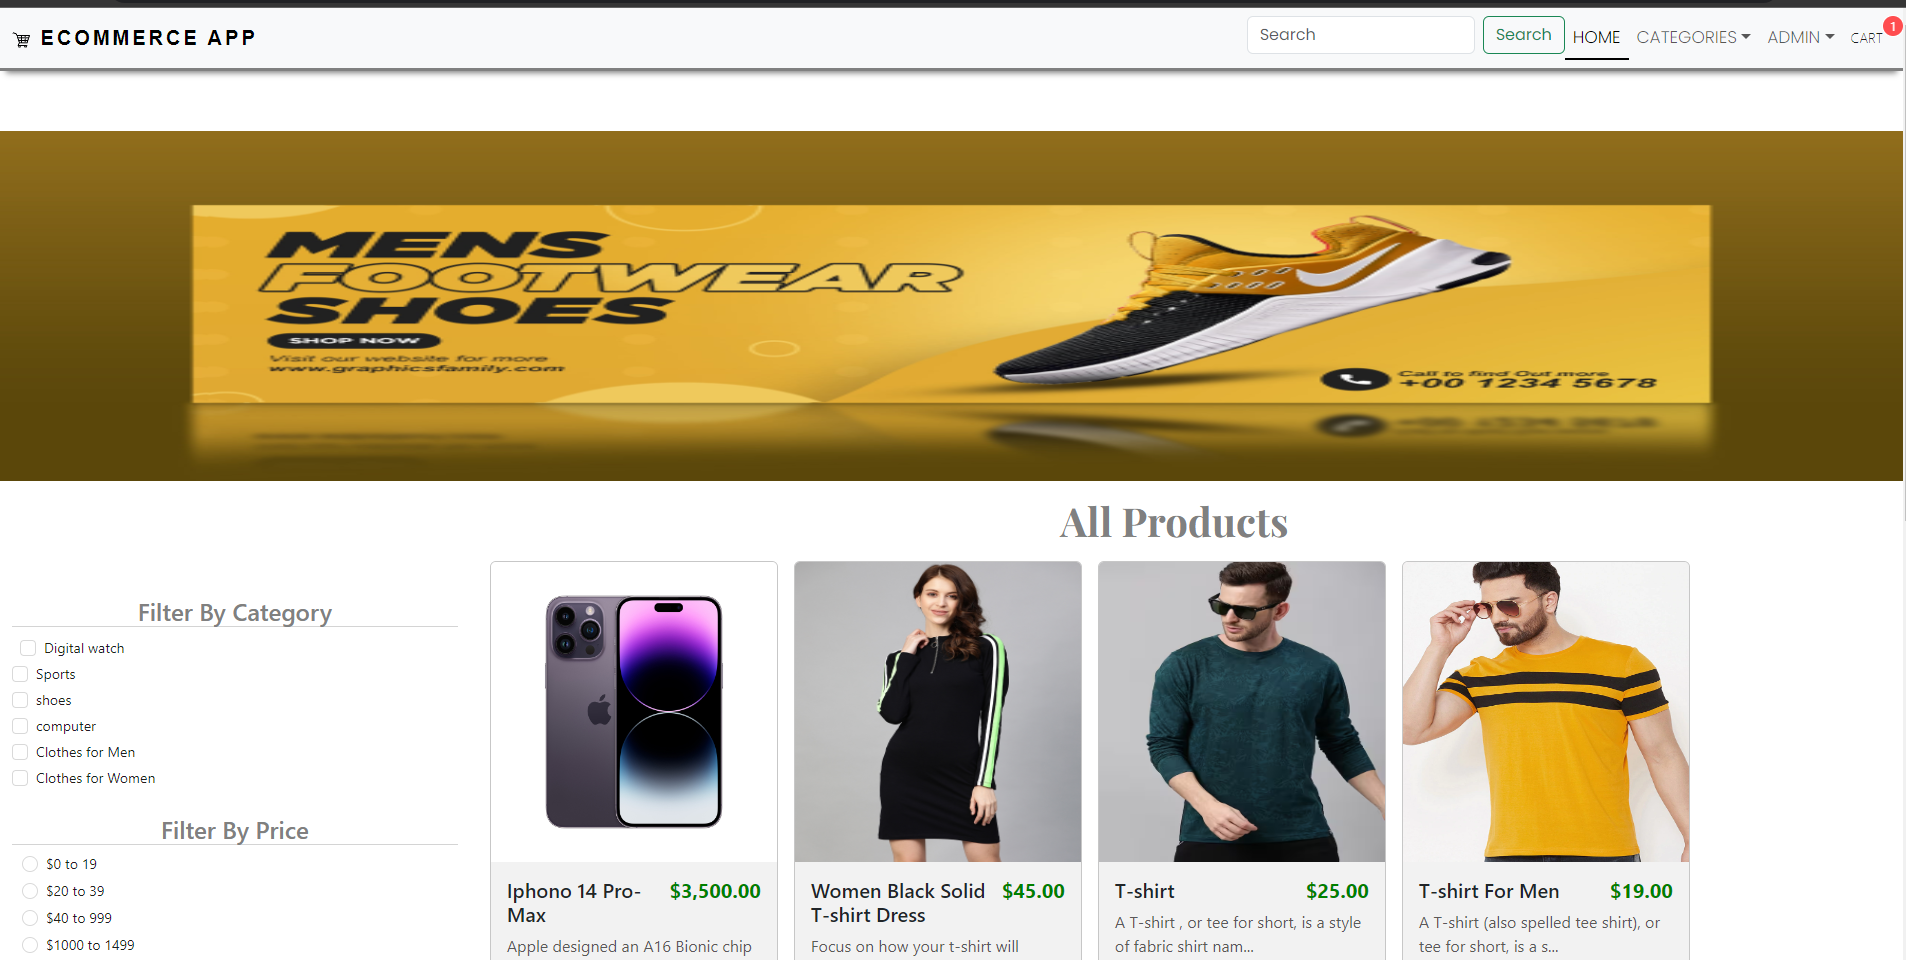 ECOMMERCE APP
Search
Search
HOME
CATEGORIES
ADMIN
CART
1
MENS
FOOTWEAR
SHOES
SHOP NOW
Visit our website for more
www.graphicsfamily.com
Call to find Out more
+00 1234 5678
All Products
Filter By Category
Digital watch
Sports
shoes
computer
Clothes for Men
Clothes for Women
Filter By Price
$0 to 19
$20 to 39
$40 to 999
$1000 to 1499
Iphono 14 Pro-
Max
$3,500.00
Apple designed an A16 Bionic chip
Women Black Solid
T-shirt Dress
$45.00
Focus on how your t-shirt will
T-shirt
$25.00
A T-shirt , or tee for short, is a style
of fabric shirt nam...
T-shirt For Men
$19.00
A T-shirt (also spelled tee shirt), or
tee for short, is a s...